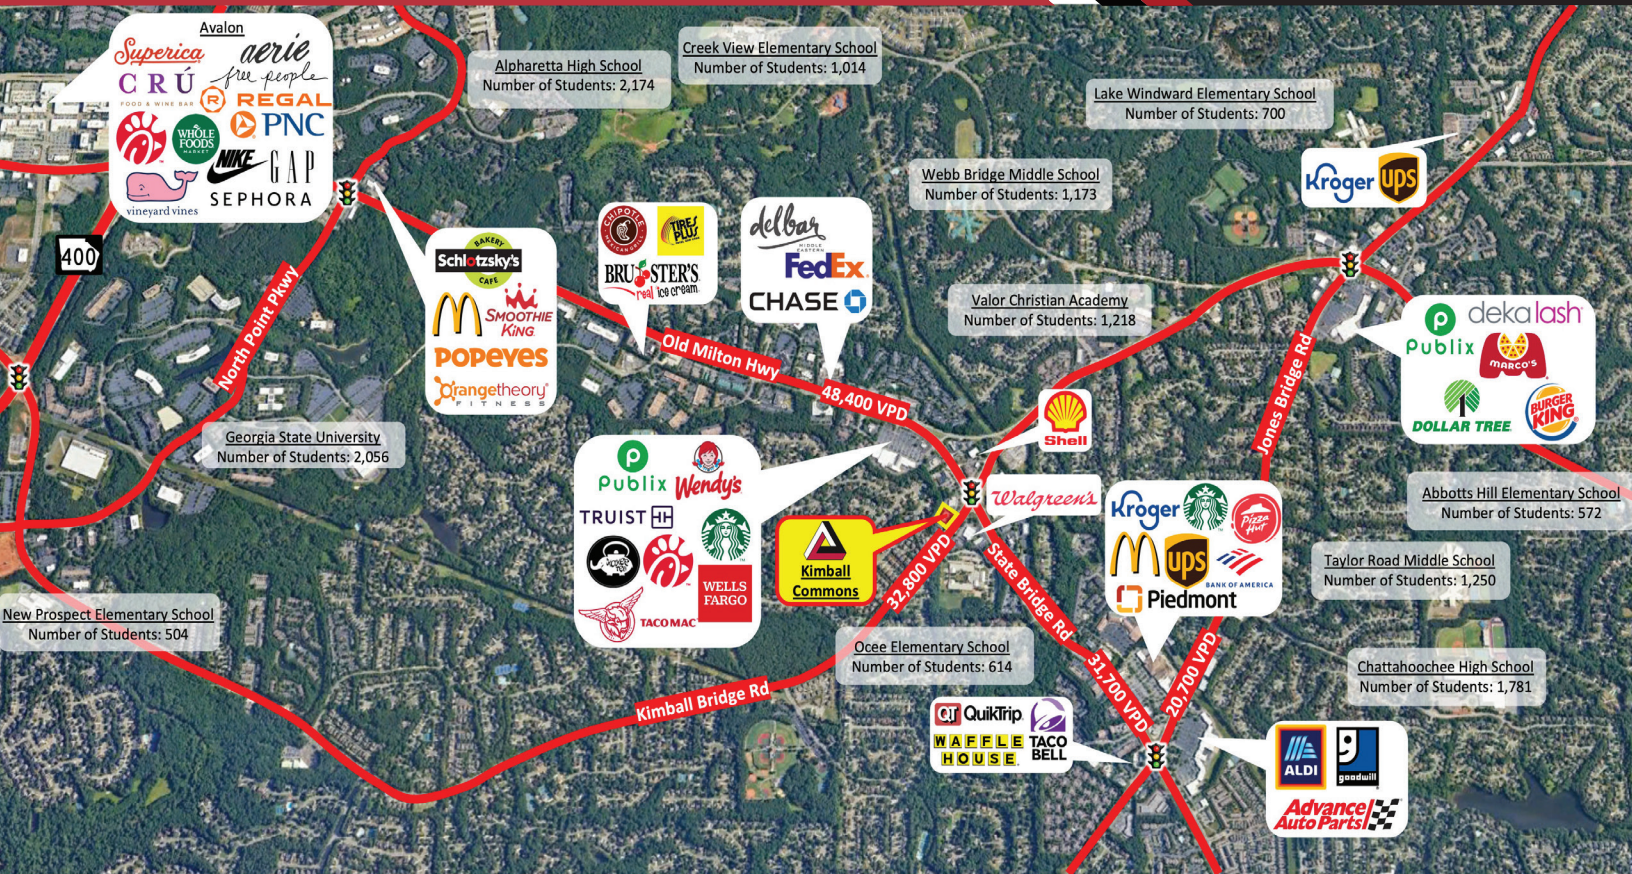 Avalon
Superica
aerie
CRÚ
FOOD & WINE BAR
free people
R REGAL
WHOLE
FOODS
MARKET
PNC
NIKE
GAP
vineyard vines
SEPHORA
Alpharetta High School
Number of Students: 2,174
Creek View Elementary School
Number of Students: 1,014
Lake Windward Elementary School
Number of Students: 700
Kroger
ups
Webb Bridge Middle School
Number of Students: 1,173
Valor Christian Academy
Number of Students: 1,218
400
North Point Pkwy
BAKERY
Schlotzsky's
CAFE
SMOOTHIE
KING
POPEYES
Orangetheory
FITNESS
CHIPOTLE
MEXICAN GRILL
TIRES
PLUS
BRUSTER'S
real ice cream
delbar
MIDDLE
EASTERN
FedEx
CHASE
Old Milton Hwy
48,400 VPD
Shell
Walgreen's
Jones Bridge Rd
Publix
deka lash
MARCO'S
DOLLAR TREE
BURGER
KING
Georgia State University
Number of Students: 2,056
Publix
Wendy's
TRUIST
WELLS
FARGO
TACO MAC
Kimball
Commons
32,800 VPD
State Bridge Rd
31,700 VPD
20,700 VPD
Kroger
Pizza
Hut
ups
BANK OF AMERICA
Piedmont
Abbotts Hill Elementary School
Number of Students: 572
Taylor Road Middle School
Number of Students: 1,250
Chattahoochee High School
Number of Students: 1,781
New Prospect Elementary School
Number of Students: 504
Ocee Elementary School
Number of Students: 614
Kimball Bridge Rd
QT QuikTrip
WAFFLE
HOUSE
TACO
BELL
ALDI
goodwill
Advance
Auto Parts